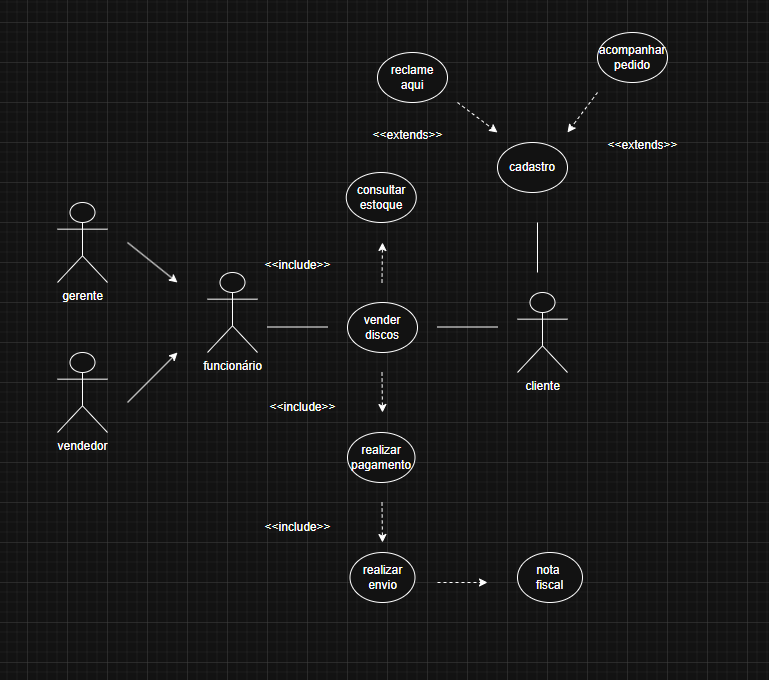 acompanhar
pedido
reclame
aqui
<<extends>>
<<extends>>
cadastro
consultar
estoque
<<include>>
gerente
vender
discos
funcionário
cliente
<<include>>
vendedor
realizar
pagamento
<<include>>
realizar
envio
nota
fiscal